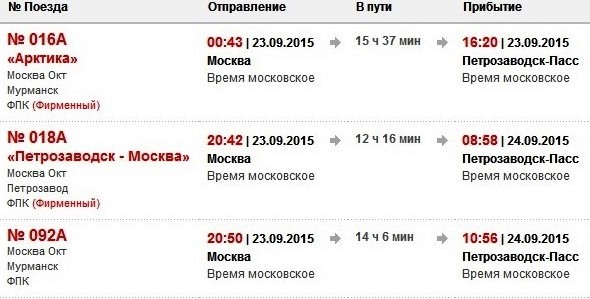 № Поезда Отправление В пути Прибытие
№ 016А 00:43 | 23.09.2015 15 ч 37 мин 16:20 | 23.09.2015
«Арктика» Москва Петрозаводск-Пасс
Москва Окт Время московское Время московское
Мурманск
ФПК (Фирменный)
№ 018А 20:42 | 23.09.2015 12 ч 16 мин 08:58 | 24.09.2015
«Петрозаводск - Москва» Москва Петрозаводск-Пасс
Москва Окт Время московское Время московское
Петрозавод
ФПК (Фирменный)
№ 092А 20:50 | 23.09.2015 14 ч 6 мин 10:56 | 24.09.2015
Москва Окт Москва Петрозаводск-Пасс
Мурманск Время московское Время московское
ФПК